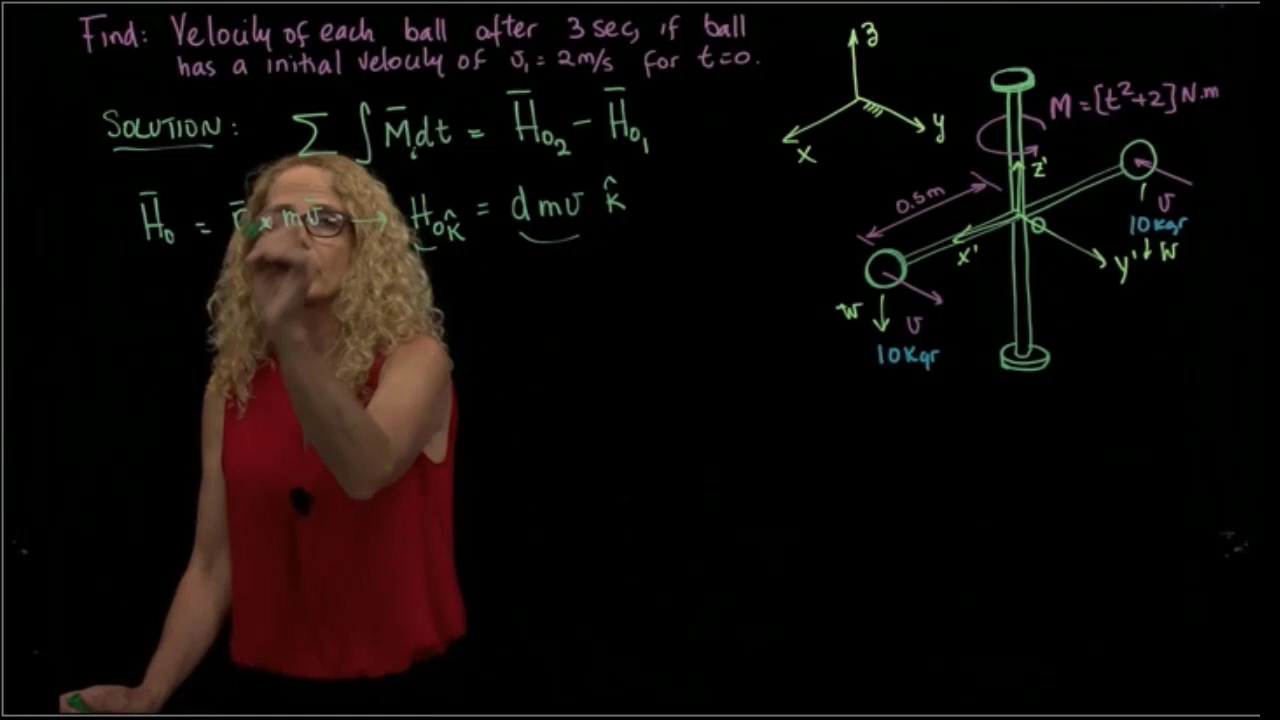 Find: Velocity of each ball after 3 sec, if ball
has a initial velocity of v₁ = 2m/s for t=0.
SOLUTION: Σ ∫ M̄dt = H̄o₂ - H̄o₁
H̄o = r̄ x mv̄ → Hok̂ = dmv k̂
z
x
y
M = [t²+2] N.m
z'
0.5m
v
10Kgr
W
o
x'
y'
W
v
10Kgr